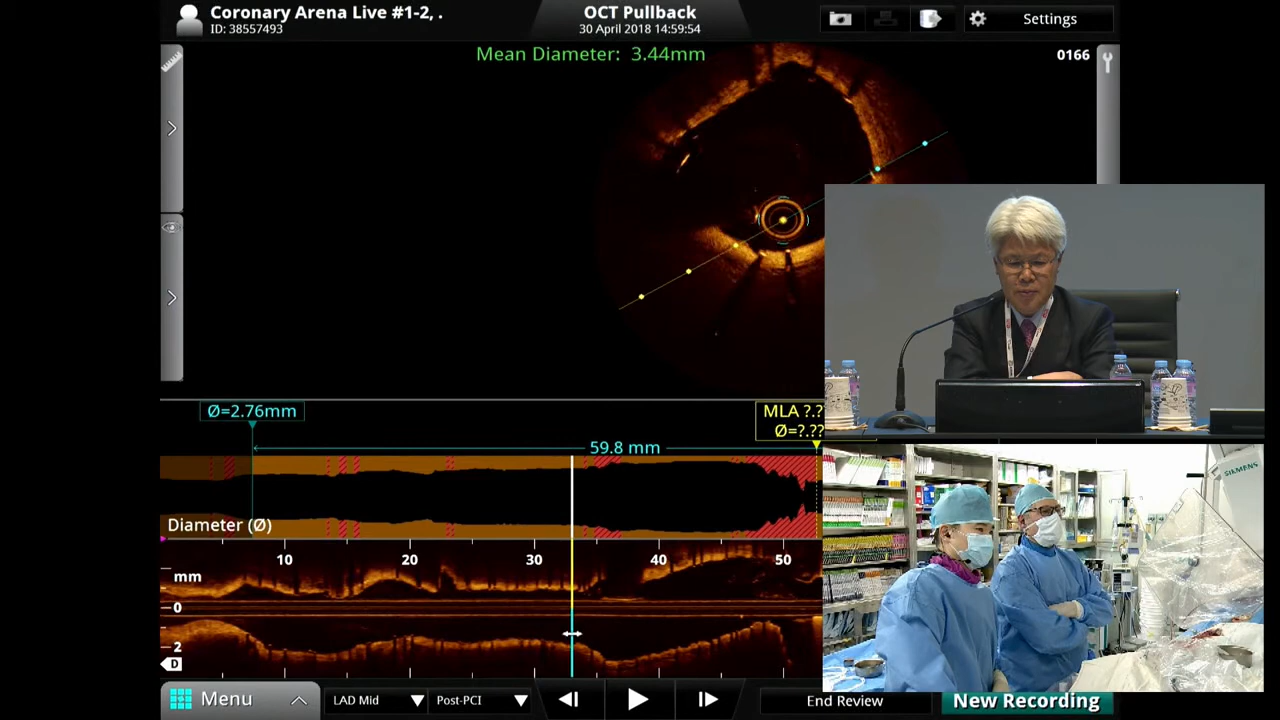 Coronary Arena Live #1-2, .
ID: 38557493
OCT Pullback
30 April 2018 14:59:54
Settings
Mean Diameter: 3.44mm
0166
Ø=2.76mm
MLA ?.?
Ø=?.??
59.8 mm
Diameter (Ø)
10 20 30 40 50
mm
0
2
D
SIEMENS
Menu
LAD Mid
Post-PCI
End Review
New Recording